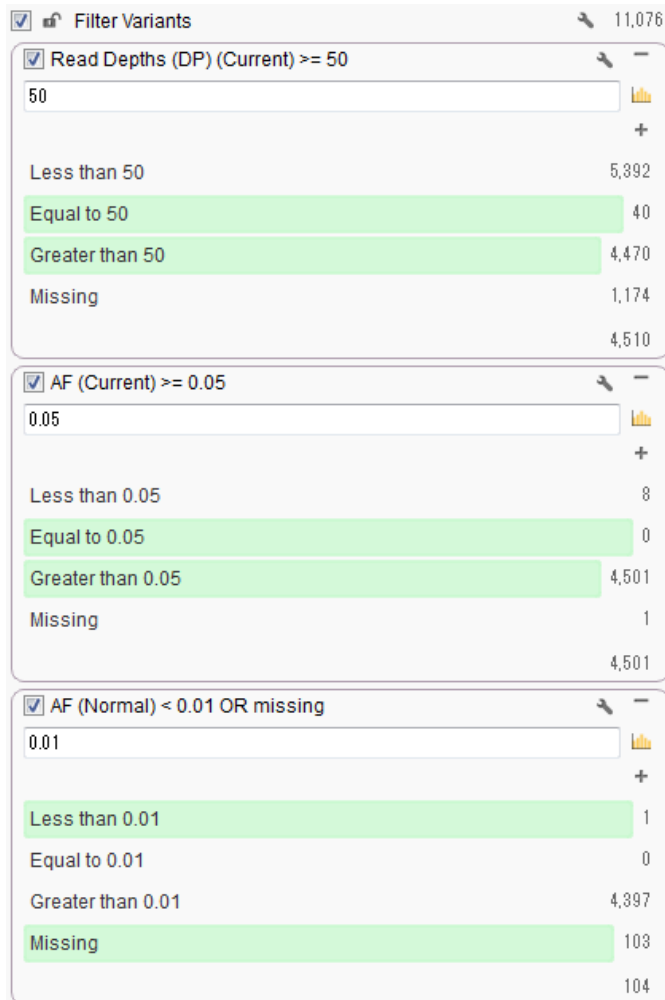 Filter Variants 11,076
Read Depths (DP) (Current) >= 50
50
Less than 50 5,392
Equal to 50 40
Greater than 50 4,470
Missing 1,174
4,510
AF (Current) >= 0.05
0.05
Less than 0.05 8
Equal to 0.05 0
Greater than 0.05 4,501
Missing 1
4,501
AF (Normal) < 0.01 OR missing
0.01
Less than 0.01 1
Equal to 0.01 0
Greater than 0.01 4,397
Missing 103
104